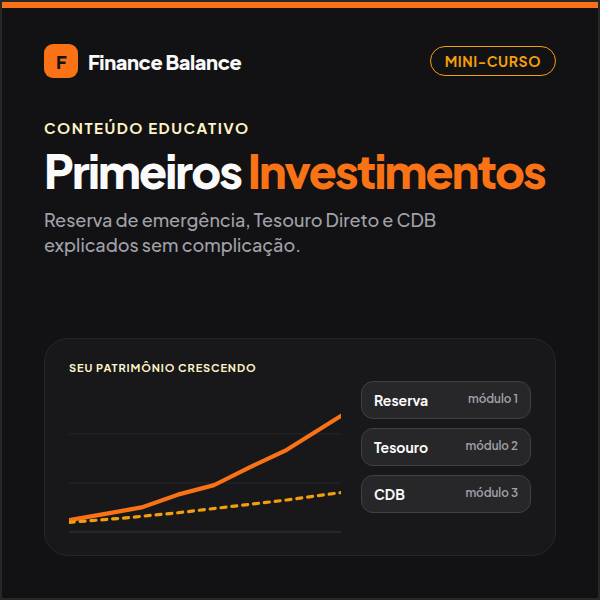 F Finance Balance
MINI-CURSO
CONTEÚDO EDUCATIVO
Primeiros Investimentos
Reserva de emergência, Tesouro Direto e CDB
explicados sem complicação.
SEU PATRIMÔNIO CRESCENDO
Reserva módulo 1
Tesouro módulo 2
CDB módulo 3